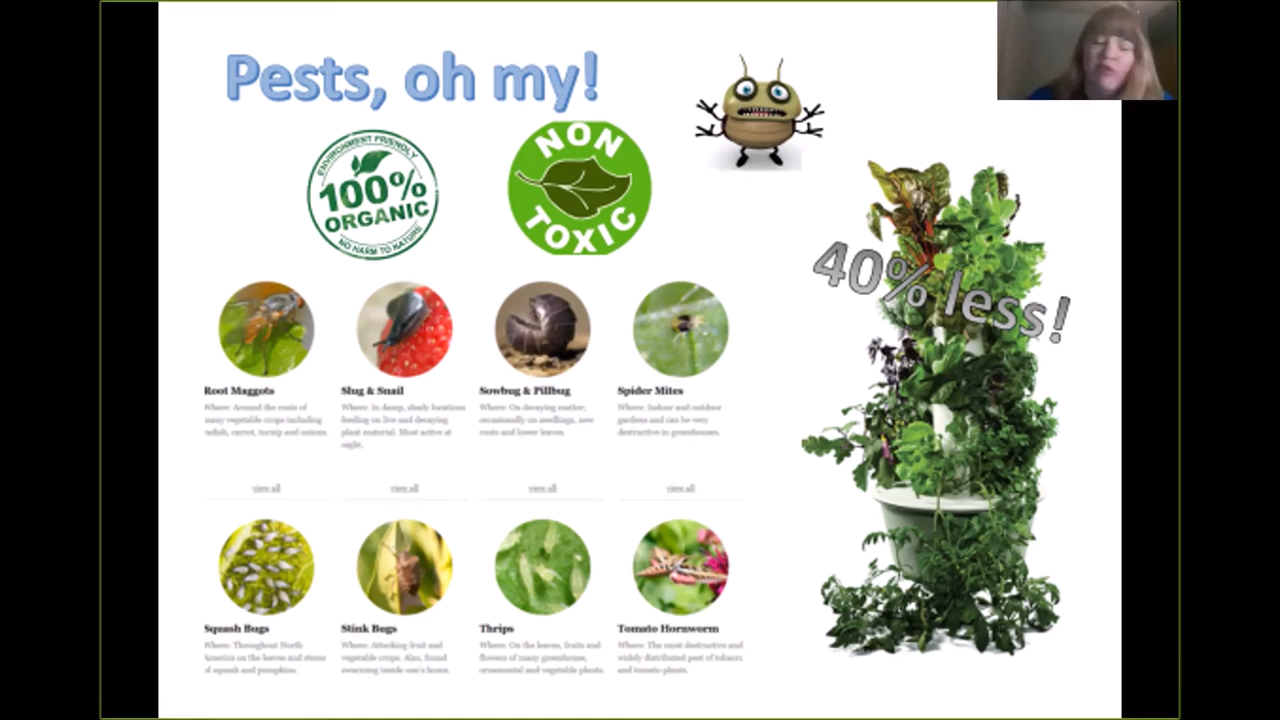 Pests, oh my!
ENVIRONMENT FRIENDLY
100%
ORGANIC
NO HARM TO NATURE
NON
TOXIC
40% less!
Root Maggots
Where: Around the roots of
many vegetable crops including
radish, carrot, turnip and onions.
view all
Slug & Snail
Where: In damp, shady locations
feeding on live and decaying
plant material. Most active at
night.
view all
Sowbug & Pillbug
Where: On decaying matter;
occasionally on seedlings, new
roots and lower leaves.
view all
Spider Mites
Where: Indoor and outdoor
gardens and can be very
destructive in greenhouses.
view all
Squash Bugs
Where: Throughout North
America on the leaves and stems
of squash and pumpkins.
Stink Bugs
Where: Attacking fruit and
vegetable crops. Also, found
swarming inside one's home.
Thrips
Where: On the leaves, fruits and
flowers of many greenhouse,
ornamental and vegetable plants.
Tomato Hornworm
Where: The most destructive and
widely distributed pest of tobacco
and tomato plants.